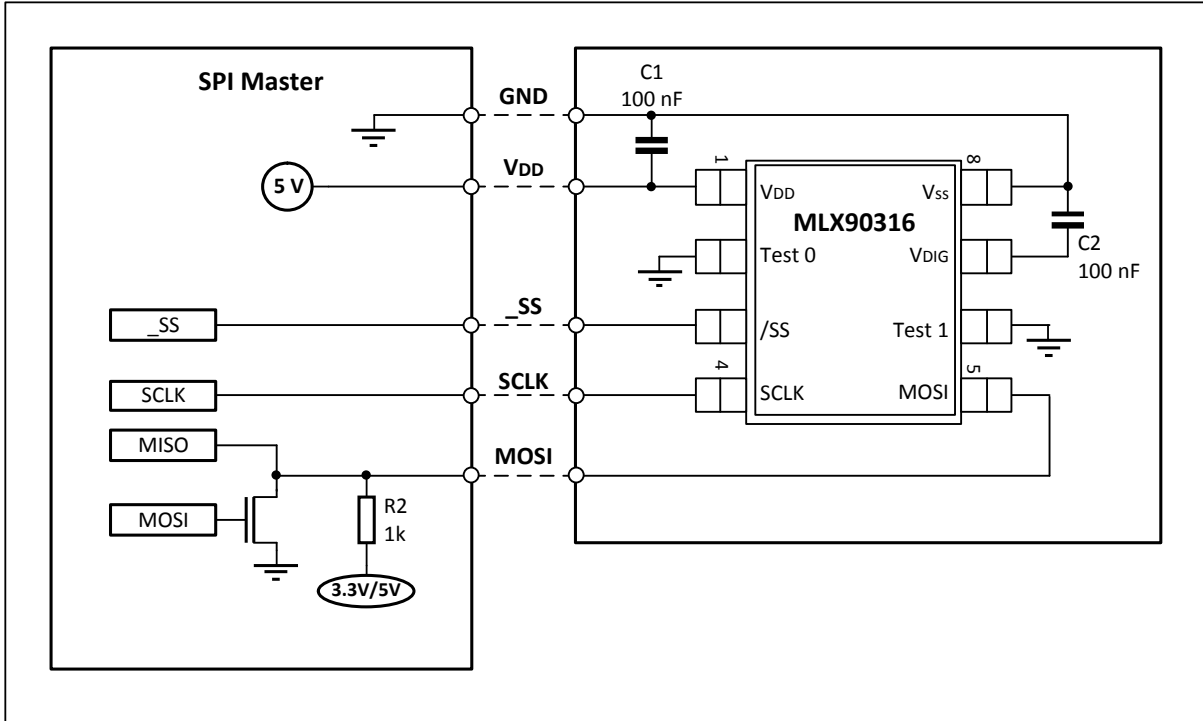 SPI Master
GND
VDD
5 V
_SS
_SS
SCLK
SCLK
MISO
MOSI
MOSI
R2
1k
3.3V/5V
C1
100 nF
1
8
VDD
Vss
MLX90316
Test 0
VDIG
C2
100 nF
/SS
Test 1
4
5
SCLK
MOSI